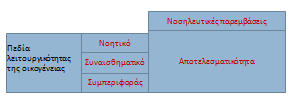 Νοσηλευτικές παρεμβάσεις
Πεδία
λειτουργικότητας
της οικογένειας
Νοητικό
Συναισθηματικό
Συμπεριφοράς
Αποτελεσματικότητα